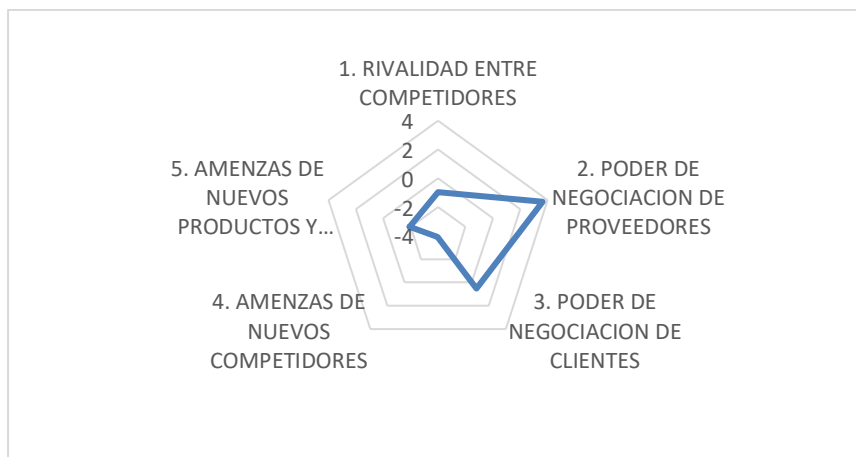 1. RIVALIDAD ENTRE
COMPETIDORES
4
2
0
-2
-4
5. AMENZAS DE
NUEVOS
PRODUCTOS Y…
2. PODER DE
NEGOCIACION DE
PROVEEDORES
4. AMENZAS DE
NUEVOS
COMPETIDORES
3. PODER DE
NEGOCIACION DE
CLIENTES